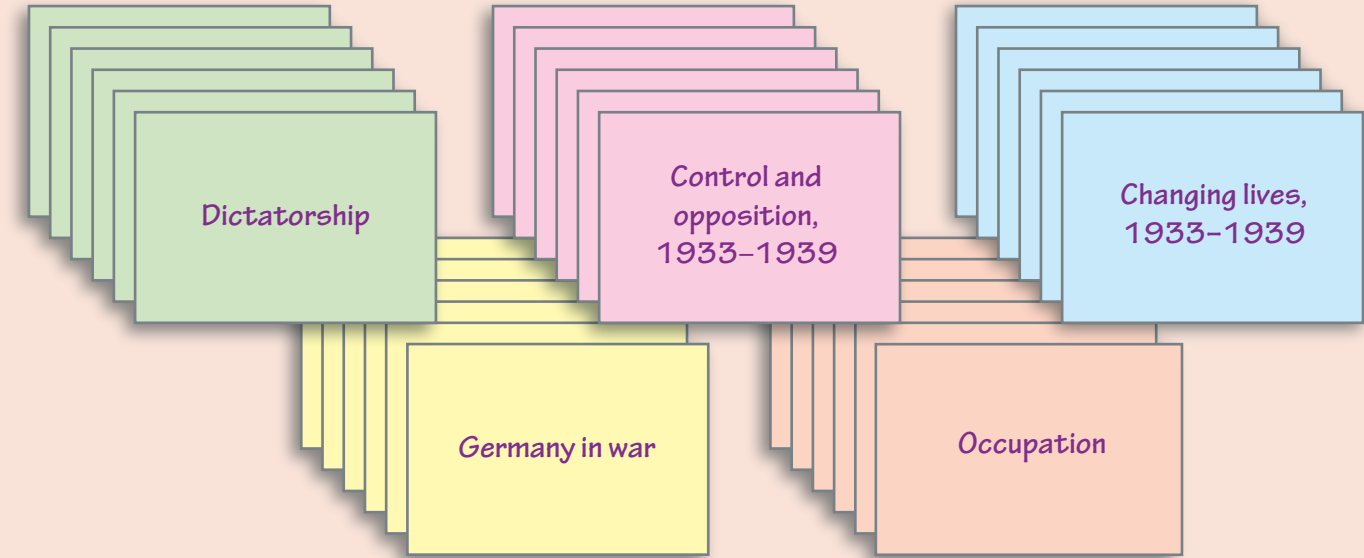 Dictatorship
Control and
opposition,
1933–1939
Changing lives,
1933–1939
Germany in war
Occupation